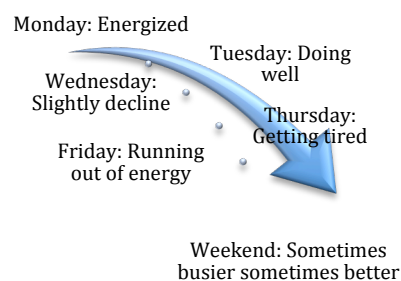 Monday: Energized
Tuesday: Doing
well
Wednesday:
Slightly decline
Thursday:
Getting tired
Friday: Running
out of energy
Weekend: Sometimes
busier sometimes better